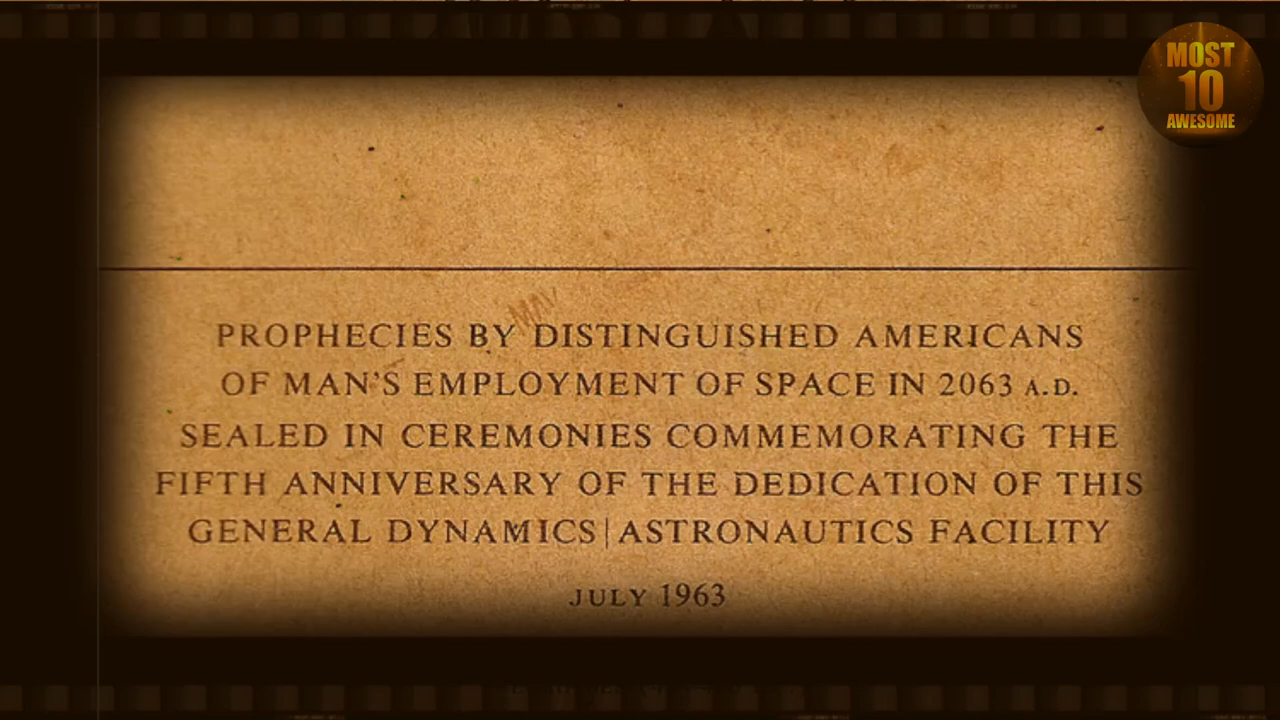 MOST
10
AWESOME
PROPHECIES BY DISTINGUISHED AMERICANS
OF MAN'S EMPLOYMENT OF SPACE IN 2063 A.D.
SEALED IN CEREMONIES COMMEMORATING THE
FIFTH ANNIVERSARY OF THE DEDICATION OF THIS
GENERAL DYNAMICS|ASTRONAUTICS FACILITY
JULY 1963